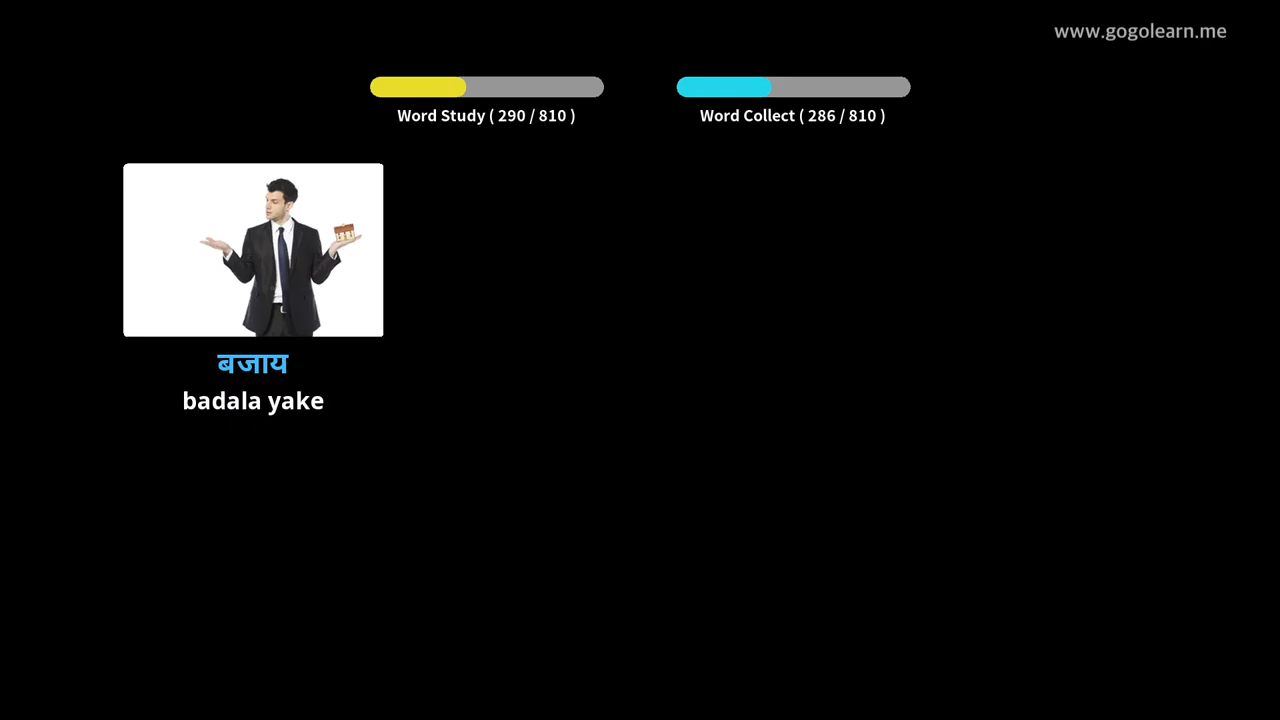 www.gogolearn.me
Word Study ( 290 / 810 )
Word Collect ( 286 / 810 )
बजाय
badala yake